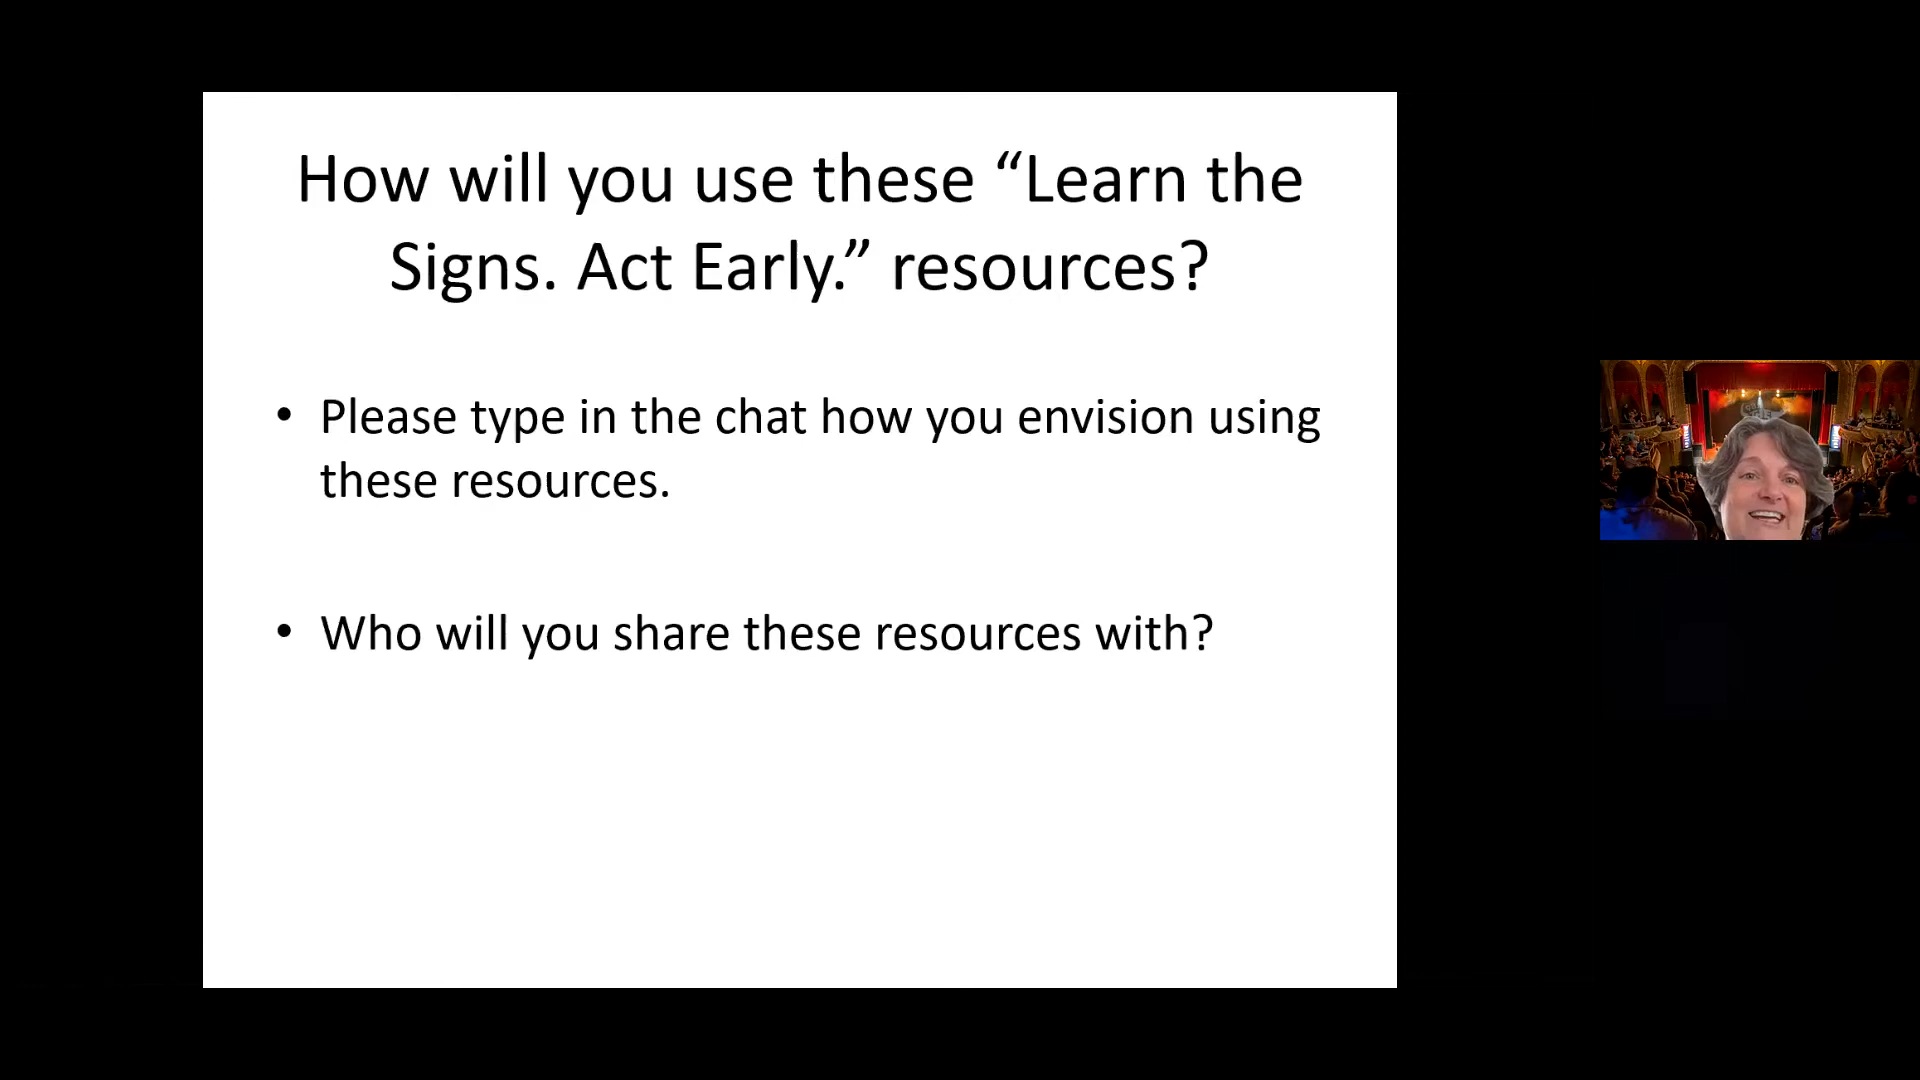 How will you use these “Learn the
Signs. Act Early.” resources?
• Please type in the chat how you envision using
these resources.
• Who will you share these resources with?